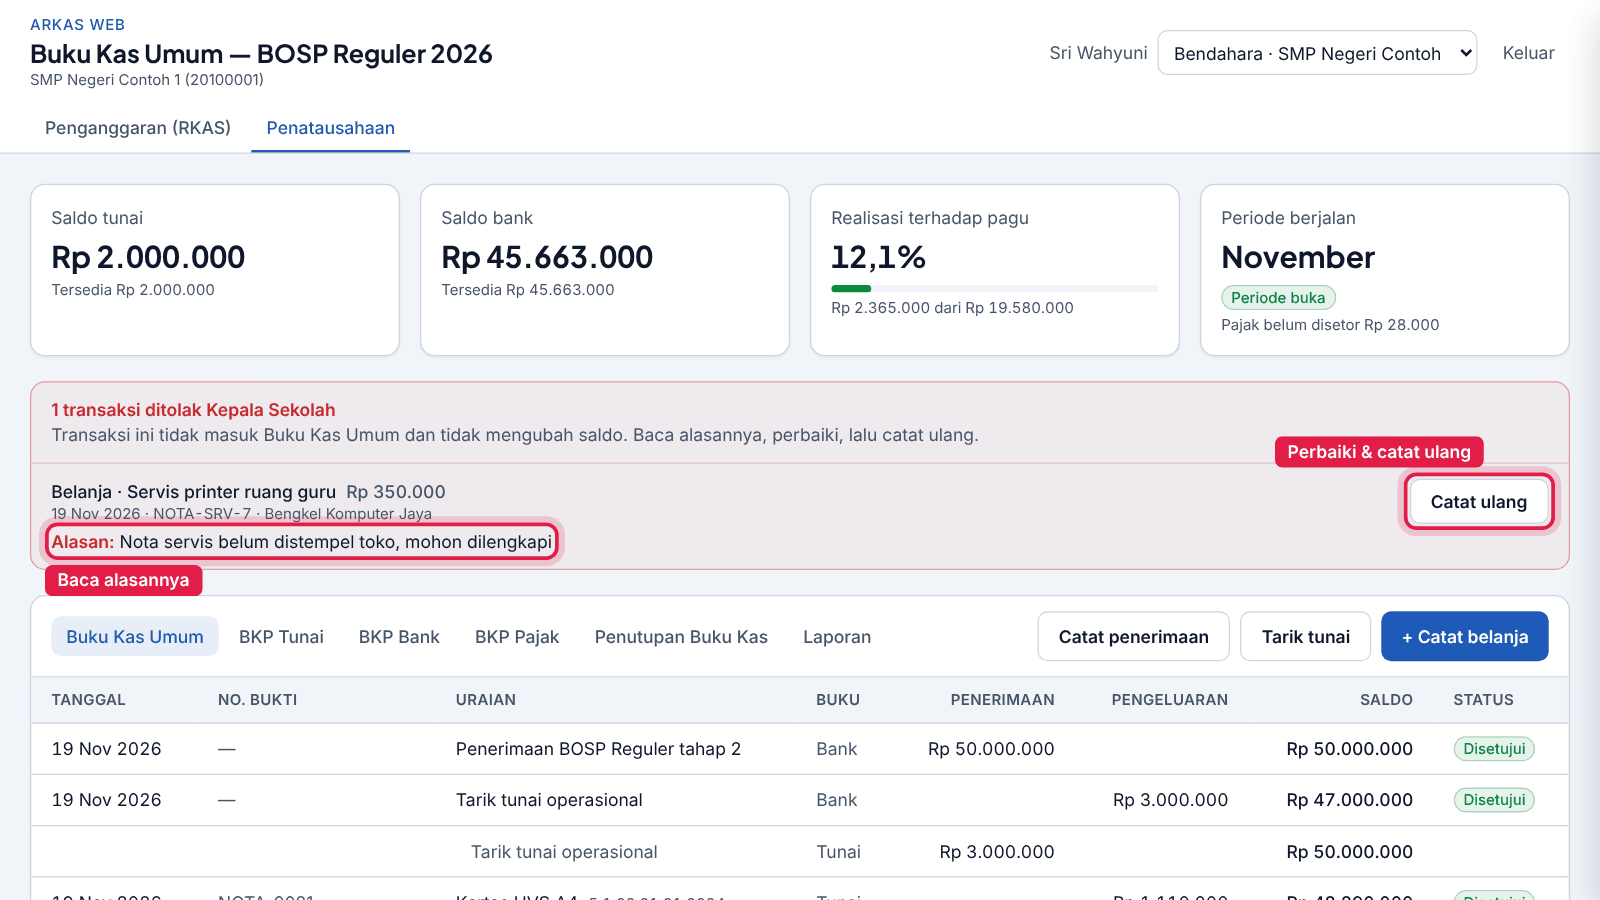 ARKAS WEB
Buku Kas Umum — BOSP Reguler 2026
SMP Negeri Contoh 1 (20100001)
Sri Wahyuni
Bendahara · SMP Negeri Contoh
Keluar
Penganggaran (RKAS)
Penatausahaan
Saldo tunai
Rp 2.000.000
Tersedia Rp 2.000.000
Saldo bank
Rp 45.663.000
Tersedia Rp 45.663.000
Realisasi terhadap pagu
12,1%
Rp 2.365.000 dari Rp 19.580.000
Periode berjalan
November
Periode buka
Pajak belum disetor Rp 28.000
1 transaksi ditolak Kepala Sekolah
Transaksi ini tidak masuk Buku Kas Umum dan tidak mengubah saldo. Baca alasannya, perbaiki, lalu catat ulang.
Perbaiki & catat ulang
Belanja · Servis printer ruang guru Rp 350.000
19 Nov 2026 · NOTA-SRV-7 · Bengkel Komputer Jaya
Alasan: Nota servis belum distempel toko, mohon dilengkapi
Catat ulang
Baca alasannya
Buku Kas Umum
BKP Tunai
BKP Bank
BKP Pajak
Penutupan Buku Kas
Laporan
Catat penerimaan
Tarik tunai
+ Catat belanja
TANGGAL NO. BUKTI URAIAN BUKU PENERIMAAN PENGELUARAN SALDO STATUS
19 Nov 2026 — Penerimaan BOSP Reguler tahap 2 Bank Rp 50.000.000 Rp 50.000.000 Disetujui
19 Nov 2026 — Tarik tunai operasional Bank Rp 3.000.000 Rp 47.000.000 Disetujui
Tarik tunai operasional Tunai Rp 3.000.000 Rp 50.000.000